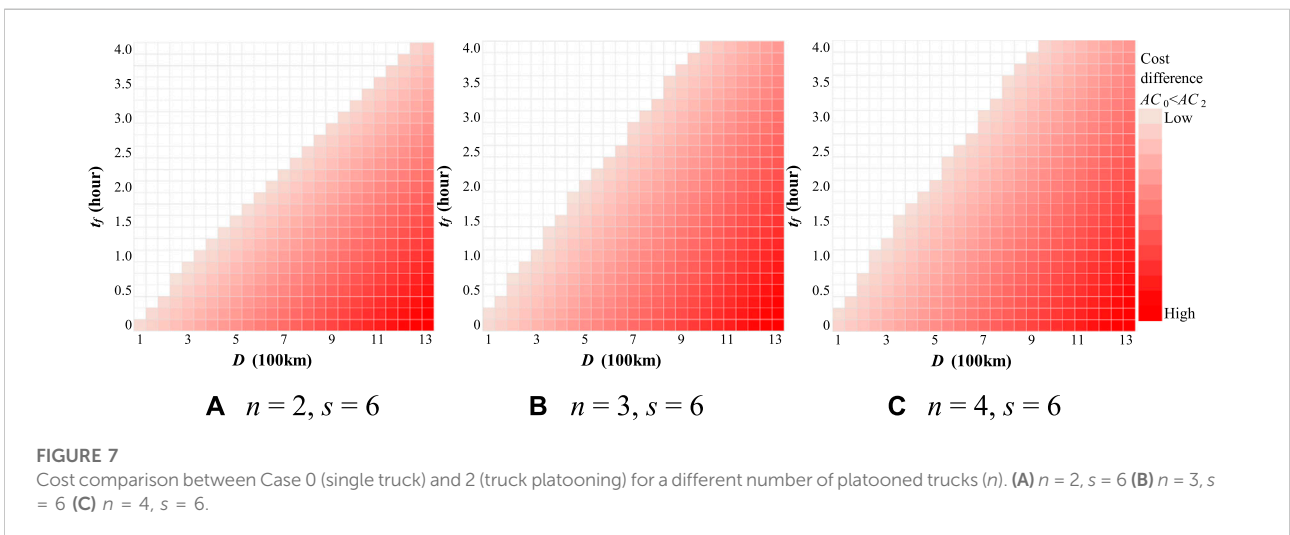 4.0
3.5
3.0
2.5
2.0
1.5
1.0
0.5
0
t_f (hour)
1 3 5 7 9 11 13
D (100km)
A n = 2, s = 6
4.0
3.5
3.0
2.5
2.0
1.5
1.0
0.5
0
t_f (hour)
1 3 5 7 9 11 13
D (100km)
B n = 3, s = 6
4.0
3.5
3.0
2.5
2.0
1.5
1.0
0.5
0
t_f (hour)
1 3 5 7 9 11 13
D (100km)
C n = 4, s = 6
Cost
difference
AC₀<AC₂
Low
High
FIGURE 7
Cost comparison between Case 0 (single truck) and 2 (truck platooning) for a different number of platooned trucks (n). (A) n = 2, s = 6 (B) n = 3, s
= 6 (C) n = 4, s = 6.